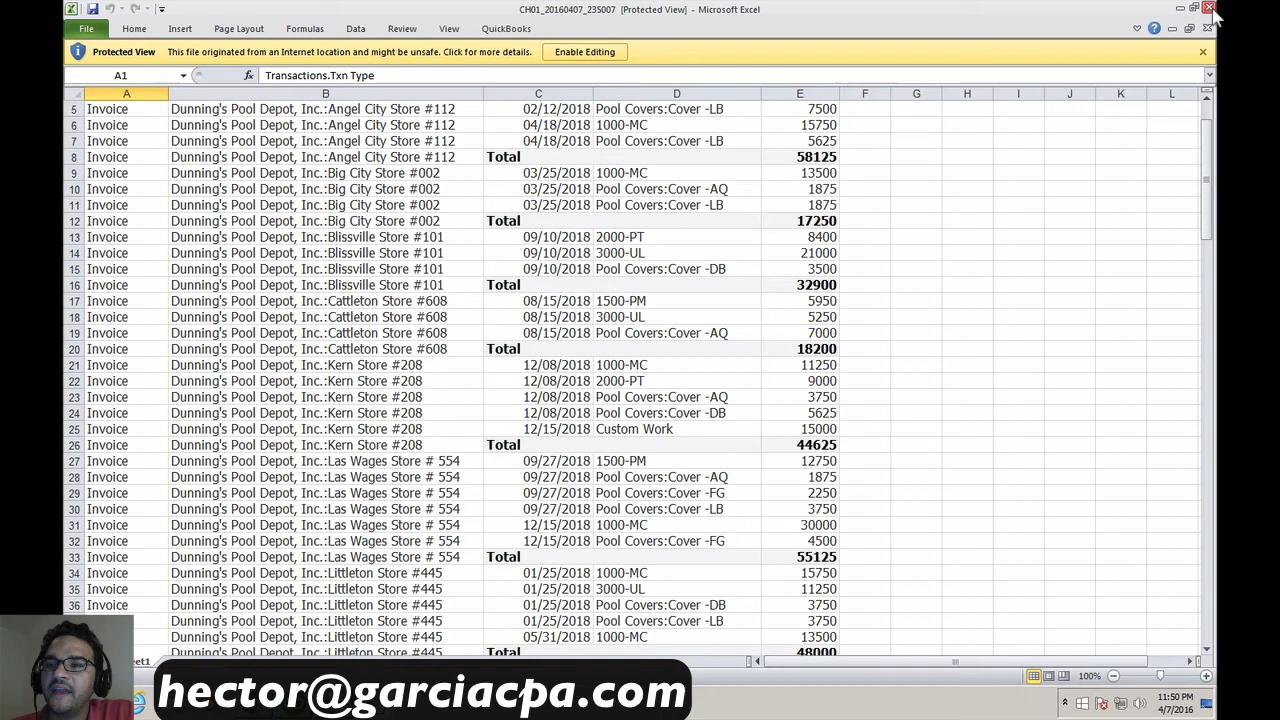 CH01_20160407_235007 [Protected View] - Microsoft Excel
File Home Insert Page Layout Formulas Data Review View QuickBooks
Protected View This file originated from an Internet location and might be unsafe. Click for more details. Enable Editing
A1 fx Transactions.Txn Type
A B C D E F G H I J K L
5 Invoice Dunning's Pool Depot, Inc.:Angel City Store #112 02/12/2018 Pool Covers:Cover -LB 7500
6 Invoice Dunning's Pool Depot, Inc.:Angel City Store #112 04/18/2018 1000-MC 15750
7 Invoice Dunning's Pool Depot, Inc.:Angel City Store #112 04/18/2018 Pool Covers:Cover -LB 5625
8 Invoice Dunning's Pool Depot, Inc.:Angel City Store #112 Total 58125
9 Invoice Dunning's Pool Depot, Inc.:Big City Store #002 03/25/2018 1000-MC 13500
10 Invoice Dunning's Pool Depot, Inc.:Big City Store #002 03/25/2018 Pool Covers:Cover -AQ 1875
11 Invoice Dunning's Pool Depot, Inc.:Big City Store #002 03/25/2018 Pool Covers:Cover -LB 1875
12 Invoice Dunning's Pool Depot, Inc.:Big City Store #002 Total 17250
13 Invoice Dunning's Pool Depot, Inc.:Blissville Store #101 09/10/2018 2000-PT 8400
14 Invoice Dunning's Pool Depot, Inc.:Blissville Store #101 09/10/2018 3000-UL 21000
15 Invoice Dunning's Pool Depot, Inc.:Blissville Store #101 09/10/2018 Pool Covers:Cover -DB 3500
16 Invoice Dunning's Pool Depot, Inc.:Blissville Store #101 Total 32900
17 Invoice Dunning's Pool Depot, Inc.:Cattleton Store #608 08/15/2018 1500-PM 5950
18 Invoice Dunning's Pool Depot, Inc.:Cattleton Store #608 08/15/2018 3000-UL 5250
19 Invoice Dunning's Pool Depot, Inc.:Cattleton Store #608 08/15/2018 Pool Covers:Cover -AQ 7000
20 Invoice Dunning's Pool Depot, Inc.:Cattleton Store #608 Total 18200
21 Invoice Dunning's Pool Depot, Inc.:Kern Store #208 12/08/2018 1000-MC 11250
22 Invoice Dunning's Pool Depot, Inc.:Kern Store #208 12/08/2018 2000-PT 9000
23 Invoice Dunning's Pool Depot, Inc.:Kern Store #208 12/08/2018 Pool Covers:Cover -AQ 3750
24 Invoice Dunning's Pool Depot, Inc.:Kern Store #208 12/08/2018 Pool Covers:Cover -DB 5625
25 Invoice Dunning's Pool Depot, Inc.:Kern Store #208 12/15/2018 Custom Work 15000
26 Invoice Dunning's Pool Depot, Inc.:Kern Store #208 Total 44625
27 Invoice Dunning's Pool Depot, Inc.:Las Wages Store # 554 09/27/2018 1500-PM 12750
28 Invoice Dunning's Pool Depot, Inc.:Las Wages Store # 554 09/27/2018 Pool Covers:Cover -AQ 1875
29 Invoice Dunning's Pool Depot, Inc.:Las Wages Store # 554 09/27/2018 Pool Covers:Cover -FG 2250
30 Invoice Dunning's Pool Depot, Inc.:Las Wages Store # 554 09/27/2018 Pool Covers:Cover -LB 3750
31 Invoice Dunning's Pool Depot, Inc.:Las Wages Store # 554 12/15/2018 1000-MC 30000
32 Invoice Dunning's Pool Depot, Inc.:Las Wages Store # 554 12/15/2018 Pool Covers:Cover -FG 4500
33 Invoice Dunning's Pool Depot, Inc.:Las Wages Store # 554 Total 55125
34 Invoice Dunning's Pool Depot, Inc.:Littleton Store #445 01/25/2018 1000-MC 15750
35 Invoice Dunning's Pool Depot, Inc.:Littleton Store #445 01/25/2018 3000-UL 11250
36 Invoice Dunning's Pool Depot, Inc.:Littleton Store #445 01/25/2018 Pool Covers:Cover -DB 3750
Dunning's Pool Depot, Inc.:Littleton Store #445 01/25/2018 Pool Covers:Cover -LB 3750
Dunning's Pool Depot, Inc.:Littleton Store #445 05/31/2018 1000-MC 13500
Dunning's Pool Depot, Inc.:Littleton Store #445 Total 48000
eet1
100%
hector@garciacpa.com
11:50 PM
4/7/2016